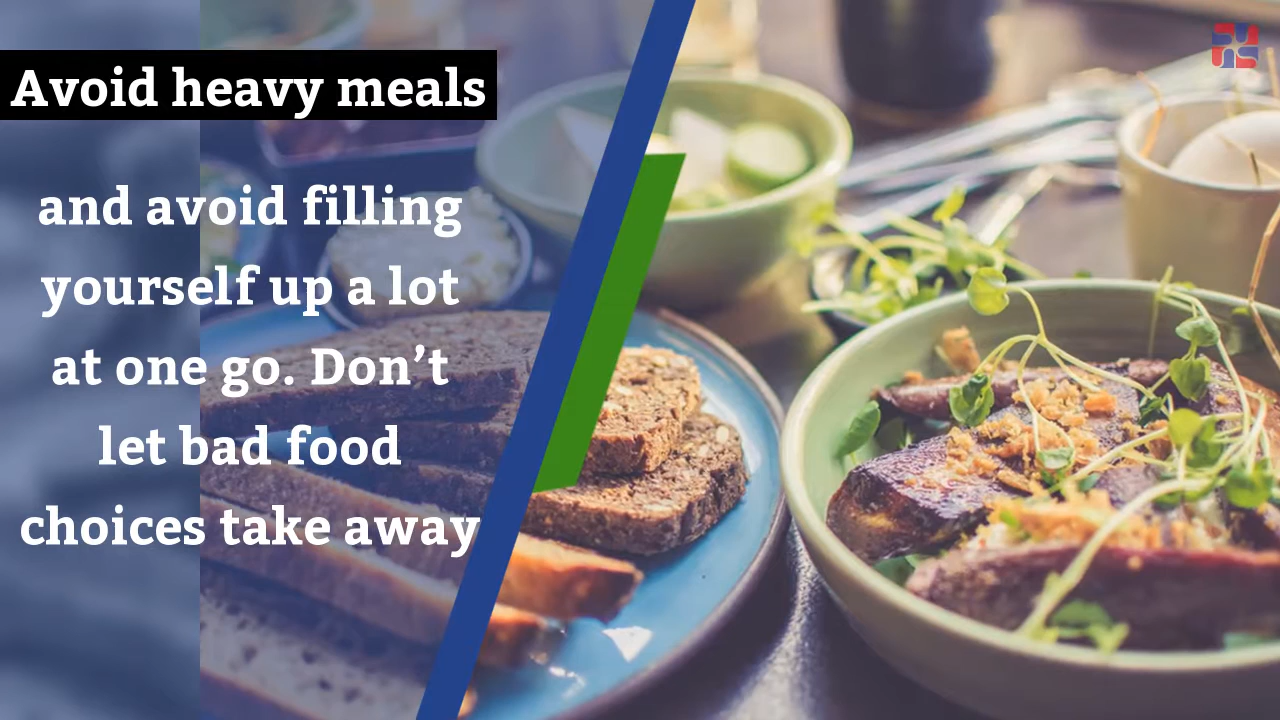 Avoid heavy meals
and avoid filling
yourself up a lot
at one go. Don’t
let bad food
choices take away